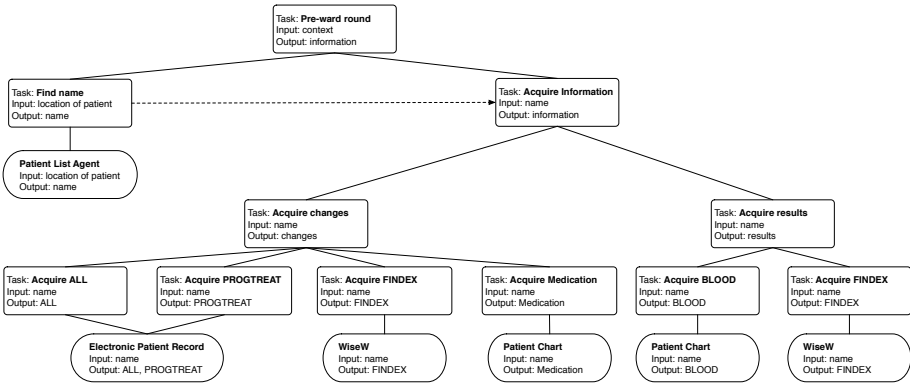 Task: Pre-ward round
Input: context
Output: information
Task: Find name
Input: location of patient
Output: name
Task: Acquire Information
Input: name
Output: information
Patient List Agent
Input: location of patient
Output: name
Task: Acquire changes
Input: name
Output: changes
Task: Acquire results
Input: name
Output: results
Task: Acquire ALL
Input: name
Output: ALL
Task: Acquire PROGTREAT
Input: name
Output: PROGTREAT
Task: Acquire FINDEX
Input: name
Output: FINDEX
Task: Acquire Medication
Input: name
Output: Medication
Task: Acquire BLOOD
Input: name
Output: BLOOD
Task: Acquire FINDEX
Input: name
Output: FINDEX
Electronic Patient Record
Input: name
Output: ALL, PROGTREAT
WiseW
Input: name
Output: FINDEX
Patient Chart
Input: name
Output: Medication
Patient Chart
Input: name
Output: BLOOD
WiseW
Input: name
Output: FINDEX